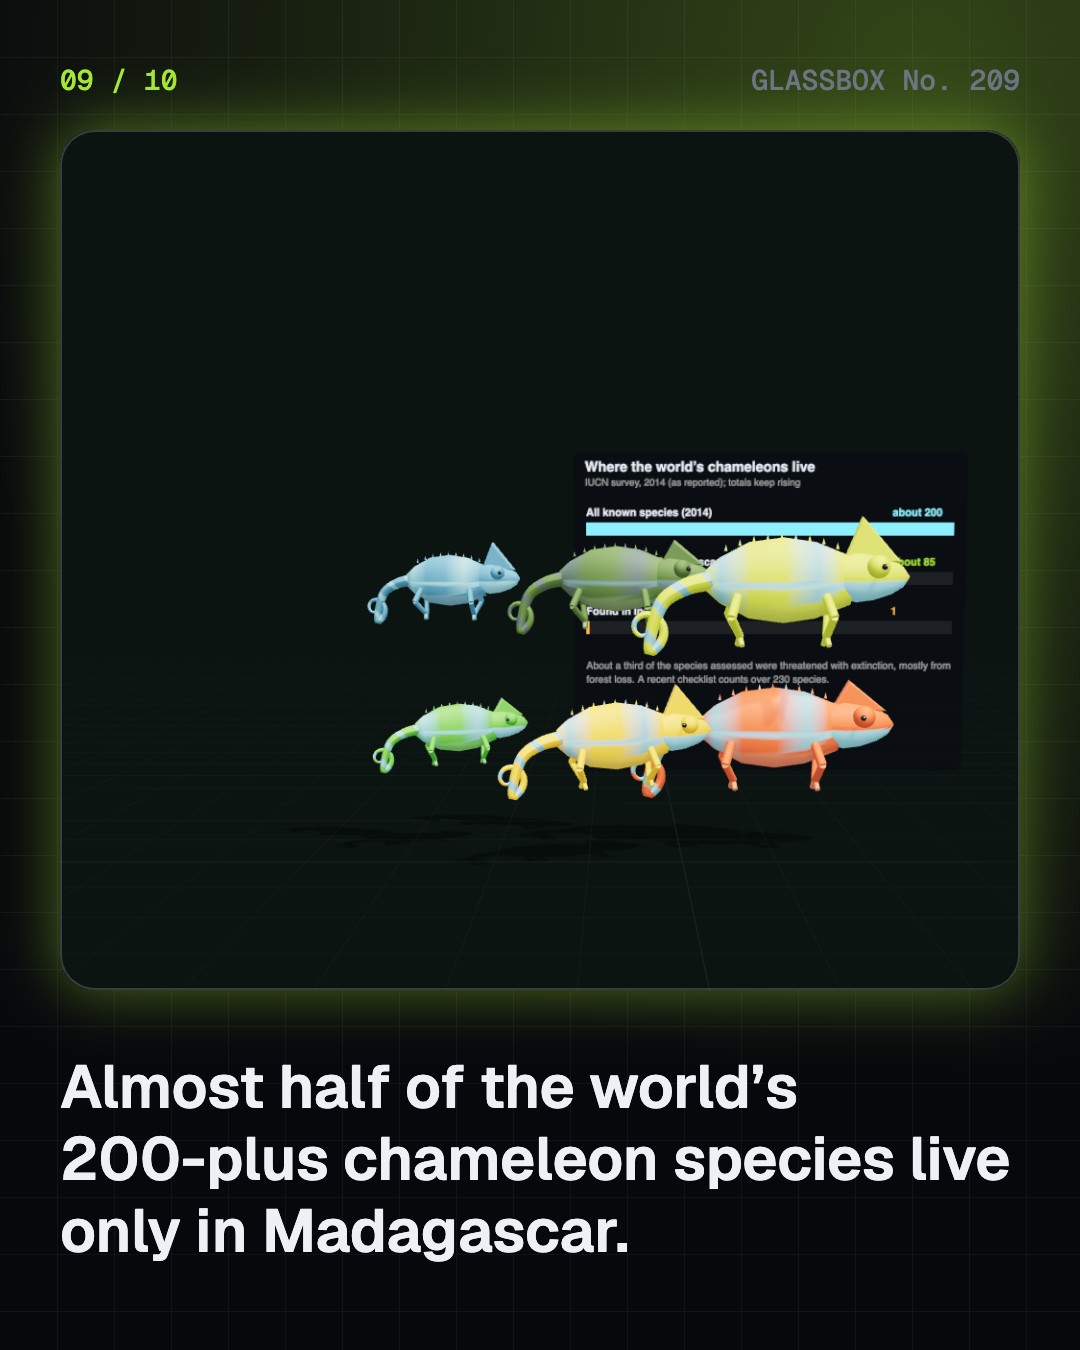 09 / 10
GLASSBOX No. 209
Where the world's chameleons live
IUCN survey, 2014 (as reported); totals keep rising
All known species (2014)
about 200
85
Found in
1
About a third of the species assessed were threatened with extinction, mostly from
forest loss. A recent checklist counts over 230 species.
Almost half of the world’s
200-plus chameleon species live
only in Madagascar.